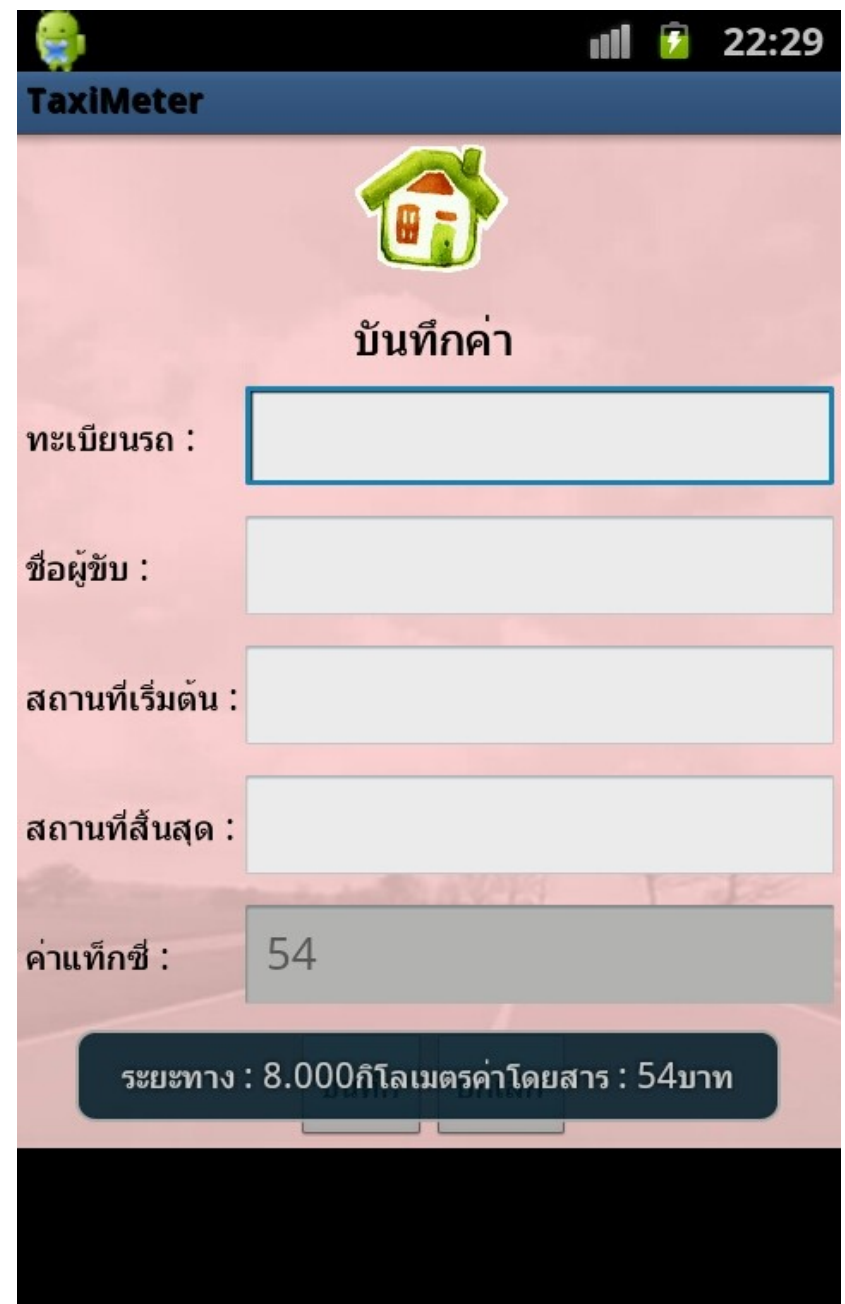 22:29
TaxiMeter
บันทึกค่า
ทะเบียนรถ :
ชื่อผู้ขับ :
สถานที่เริ่มต้น :
สถานที่สิ้นสุด :
ค่าแท็กซี่ : 54
ระยะทาง : 8.000กิโลเมตรค่าโดยสาร : 54บาท